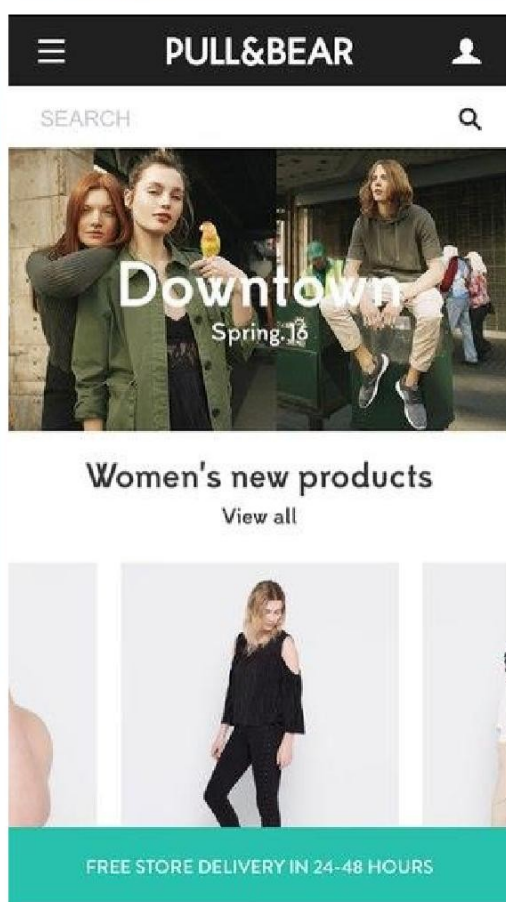 PULL&BEAR
SEARCH
Downtown
Spring.16
Women's new products
View all
FREE STORE DELIVERY IN 24-48 HOURS